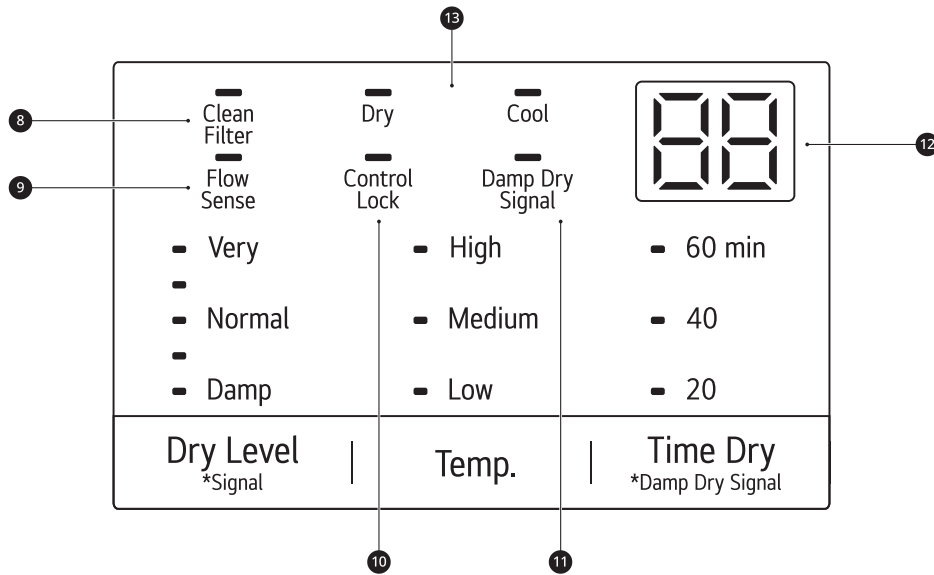 13
Clean
Filter
Dry
Cool
88
8
12
Flow
Sense
Control
Lock
Damp Dry
Signal
9
Very
High
60 min
Normal
Medium
40
Damp
Low
20
Dry Level
*Signal
Temp.
Time Dry
*Damp Dry Signal
10
11